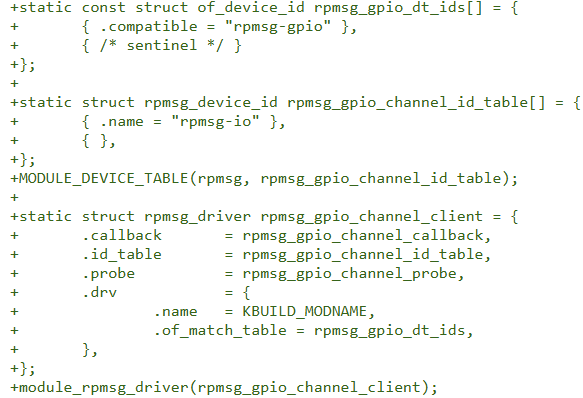 +static const struct of_device_id rpmsg_gpio_dt_ids[] = {
+       { .compatible = "rpmsg-gpio" },
+       { /* sentinel */ }
+};
+
+static struct rpmsg_device_id rpmsg_gpio_channel_id_table[] = {
+       { .name = "rpmsg-io" },
+       { },
+};
+MODULE_DEVICE_TABLE(rpmsg, rpmsg_gpio_channel_id_table);
+
+static struct rpmsg_driver rpmsg_gpio_channel_client = {
+       .callback       = rpmsg_gpio_channel_callback,
+       .id_table       = rpmsg_gpio_channel_id_table,
+       .probe          = rpmsg_gpio_channel_probe,
+       .drv            = {
+               .name   = KBUILD_MODNAME,
+               .of_match_table = rpmsg_gpio_dt_ids,
+       },
+};
+module_rpmsg_driver(rpmsg_gpio_channel_client);